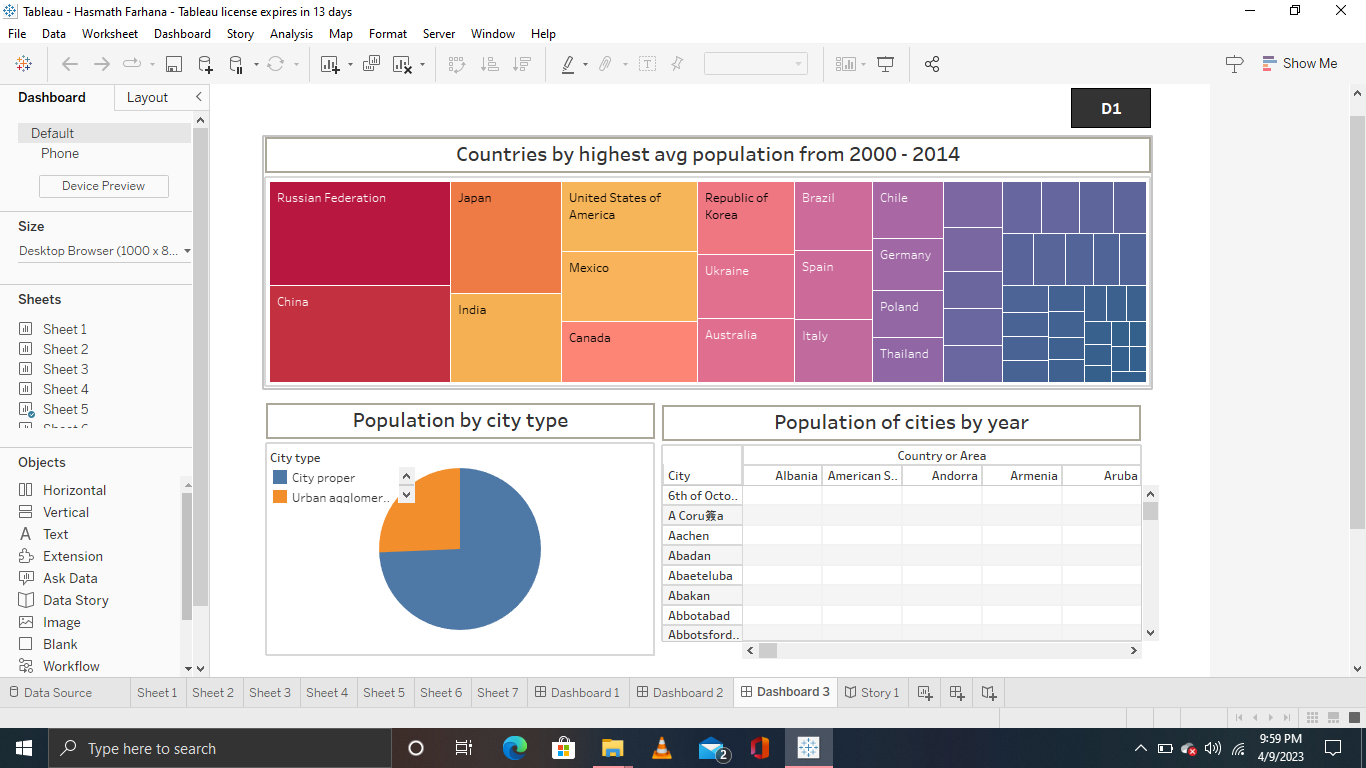 Tableau - Hasmath Farhana - Tableau license expires in 13 days
File Data Worksheet Dashboard Story Analysis Map Format Server Window Help
Show Me
Dashboard Layout
Default
Phone
Device Preview
Size
Desktop Browser (1000 x 8...
Sheets
Sheet 1
Sheet 2
Sheet 3
Sheet 4
Sheet 5
Objects
Horizontal
Vertical
Text
Extension
Ask Data
Data Story
Image
Blank
Workflow
D1
Countries by highest avg population from 2000 - 2014
Russian Federation
China
Japan
India
United States of
America
Mexico
Canada
Republic of
Korea
Ukraine
Australia
Brazil
Spain
Italy
Chile
Germany
Poland
Thailand
Population by city type
City type
City proper
Urban agglomer..
Population of cities by year
Country or Area
City Albania American S.. Andorra Armenia Aruba
6th of Octo..
A Coru簽a
Aachen
Abadan
Abaeteluba
Abakan
Abbotabad
Abbotsford..
Data Source Sheet 1 Sheet 2 Sheet 3 Sheet 4 Sheet 5 Sheet 6 Sheet 7 Dashboard 1 Dashboard 2 Dashboard 3 Story 1
Type here to search
2
9:59 PM
4/9/2023